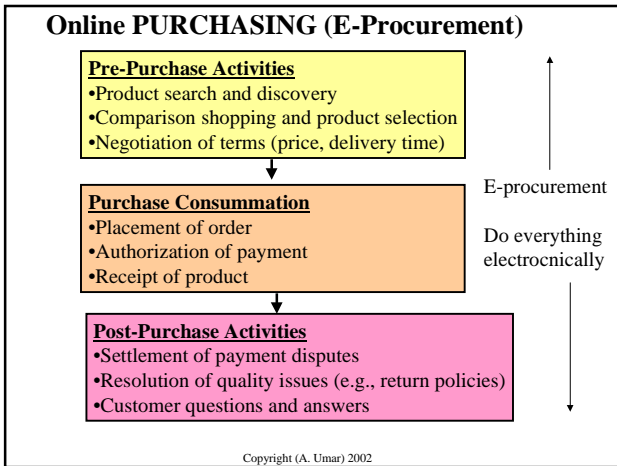 Online PURCHASING (E-Procurement)
Pre-Purchase Activities
•Product search and discovery
•Comparison shopping and product selection
•Negotiation of terms (price, delivery time)
Purchase Consummation
•Placement of order
•Authorization of payment
•Receipt of product
Post-Purchase Activities
•Settlement of payment disputes
•Resolution of quality issues (e.g., return policies)
•Customer questions and answers
E-procurement
Do everything
electrocnically
Copyright (A. Umar) 2002